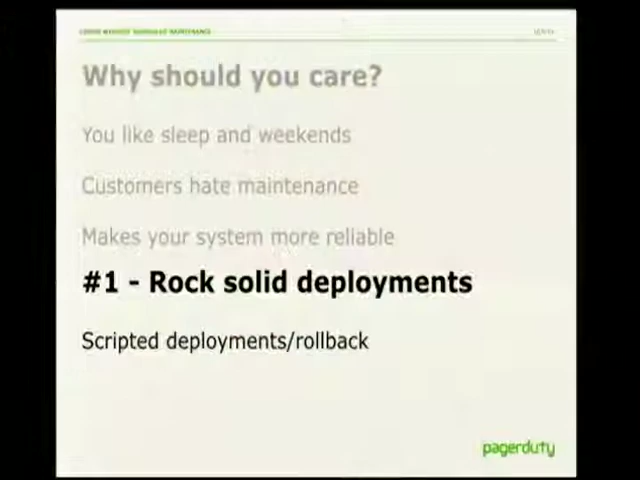 Why should you care?
You like sleep and weekends
Customers hate maintenance
Makes your system more reliable
#1 - Rock solid deployments
Scripted deployments/rollback
pagerduty